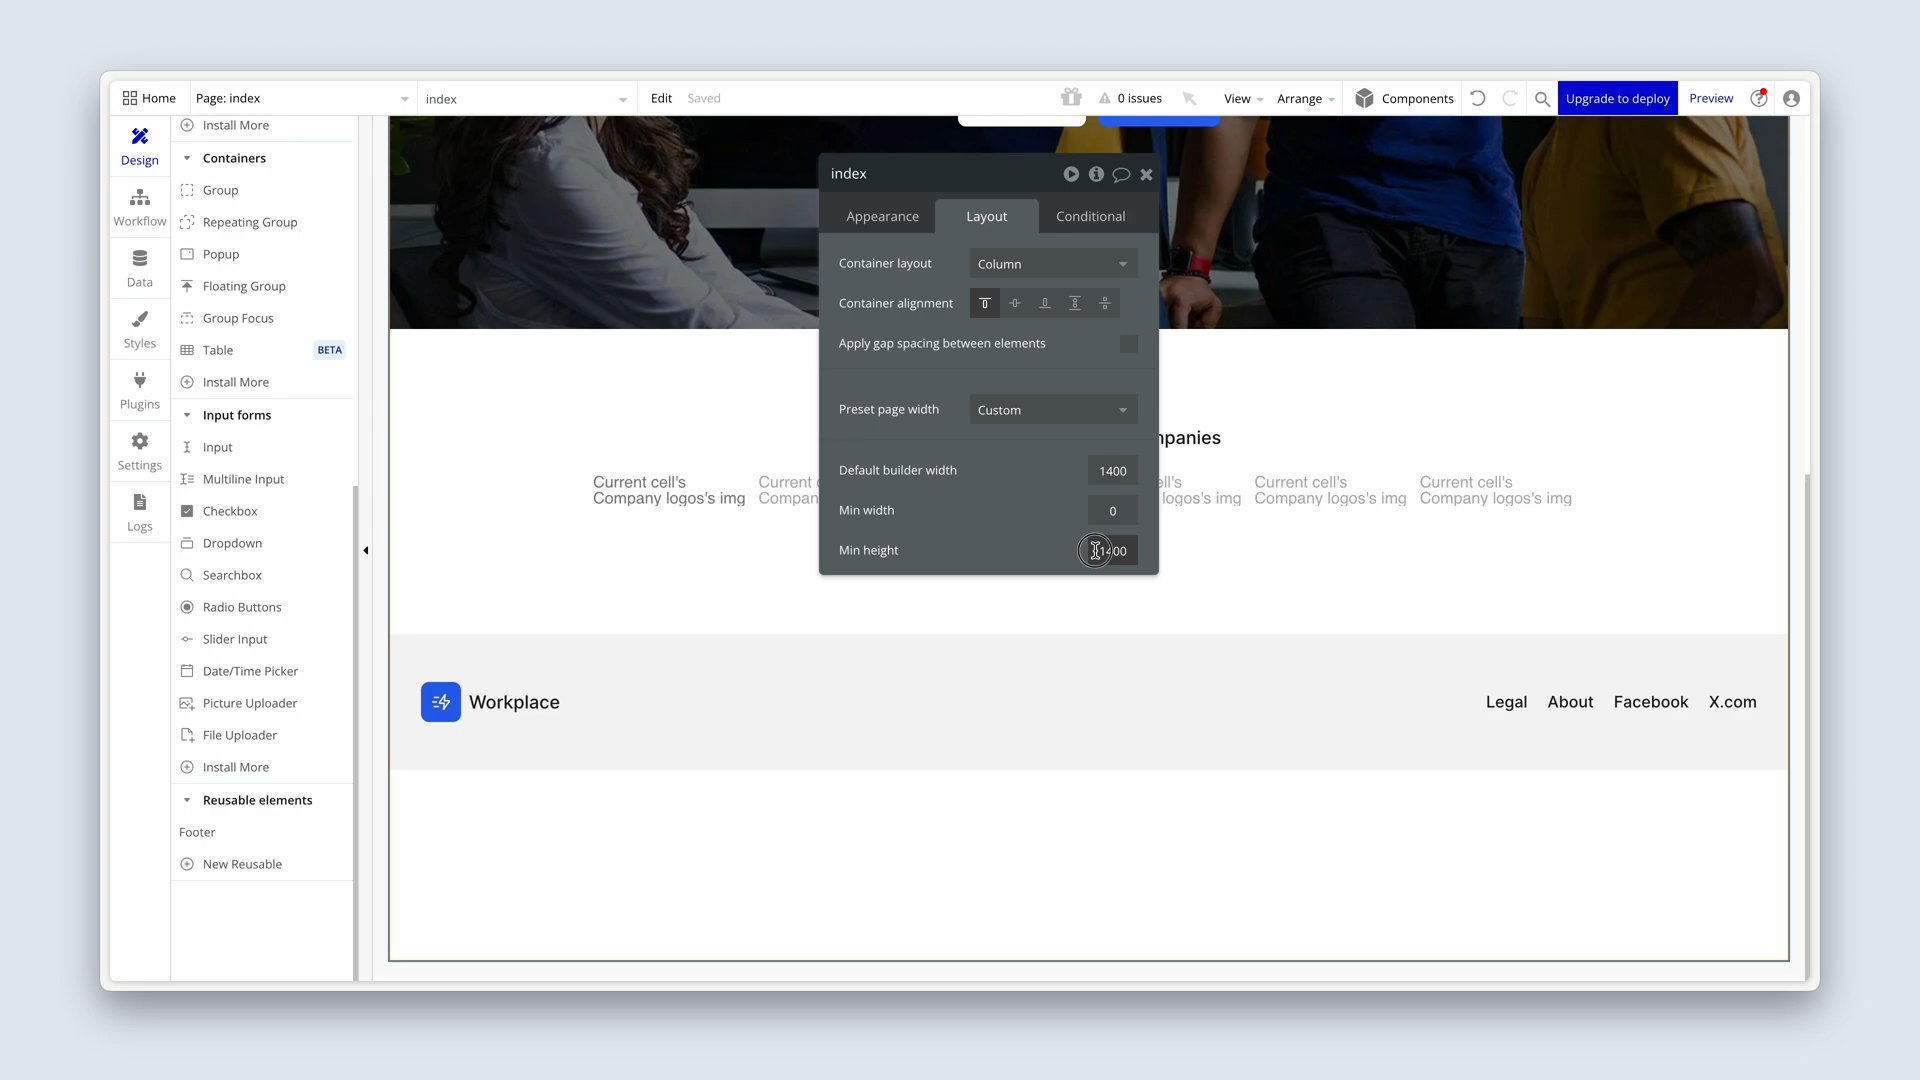 Home
Page: index
index
Edit
Saved
0 issues
View
Arrange
Components
Upgrade to deploy
Preview
Design
Workflow
Data
Styles
Plugins
Settings
Logs
Install More
Containers
Group
Repeating Group
Popup
Floating Group
Group Focus
Table
BETA
Install More
Input forms
Input
Multiline Input
Checkbox
Dropdown
Searchbox
Radio Buttons
Slider Input
Date/Time Picker
Picture Uploader
File Uploader
Install More
Reusable elements
Footer
New Reusable
index
Appearance
Layout
Conditional
Container layout
Column
Container alignment
Apply gap spacing between elements
Preset page width
Custom
Default builder width
1400
Min width
0
Min height
1400
mpanies
Current cell's
Company logos's img
Current c
Compan
ell's
logos's img
Current cell's
Company logos's img
Current cell's
Company logos's img
Workplace
Legal
About
Facebook
X.com